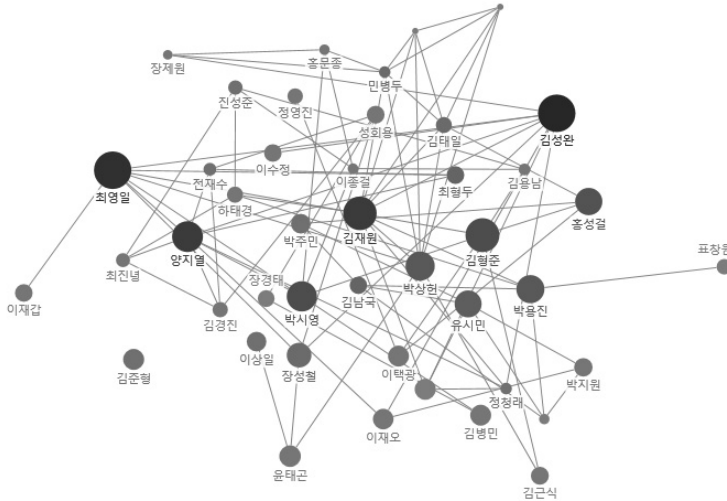 장제원
홍문종
민병두
진성준
정영진
성회용
김태일
김성완
이수정
최영일
전재수
이종걸
최형두
김용남
하태경
홍성걸
박주민
김재원
김형준
양지열
최진녕
장경태
박상헌
표창원
이재갑
김경진
박시영
김남국
유시민
박용진
김준형
이상일
장성철
이택광
박지원
정청래
이재오
김병민
윤태곤
김근식